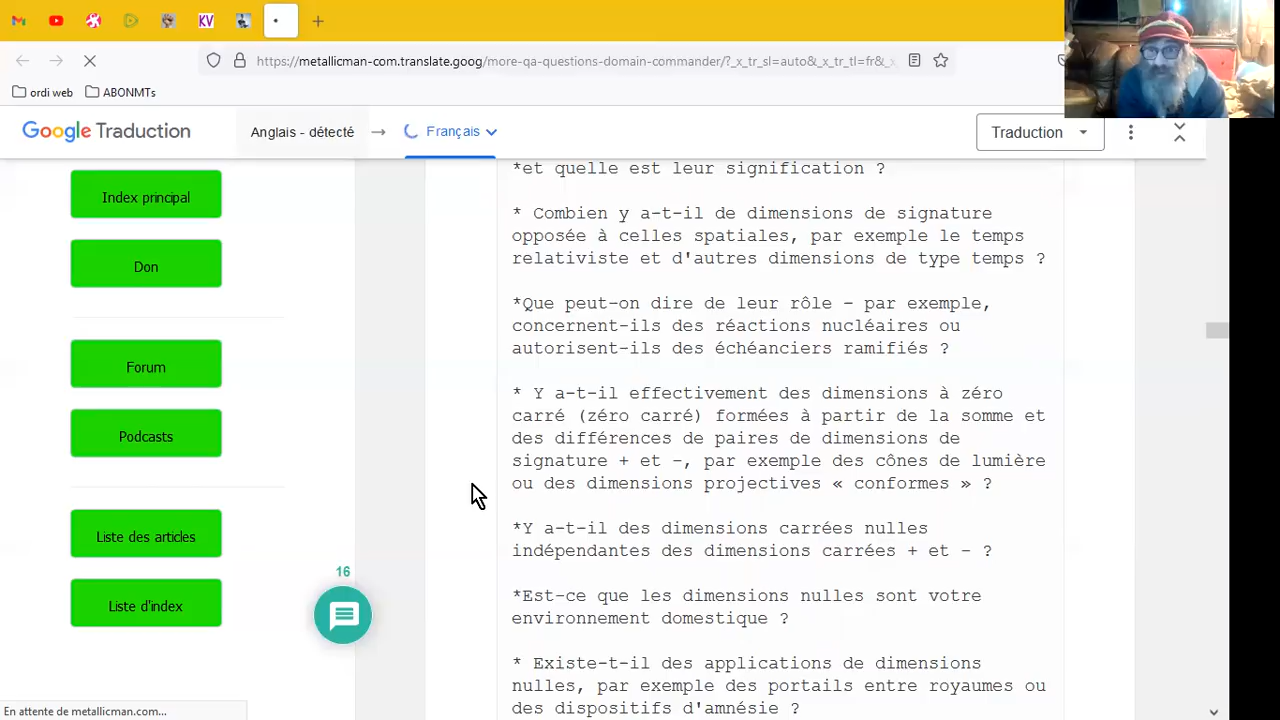 KV
https://metallicman-com.translate.goog/more-qa-questions-domain-commander/?_x_tr_sl=auto&_x_tr_tl=fr&_x
ordi web
ABONMTs
Google Traduction
Anglais - détecté
Français
Traduction
Index principal
Don
Forum
Podcasts
Liste des articles
Liste d'index
16
*et quelle est leur signification ?
* Combien y a-t-il de dimensions de signature
opposée à celles spatiales, par exemple le temps
relativiste et d'autres dimensions de type temps ?
*Que peut-on dire de leur rôle – par exemple,
concernent-ils des réactions nucléaires ou
autorisent-ils des échéanciers ramifiés ?
* Y a-t-il effectivement des dimensions à zéro
carré (zéro carré) formées à partir de la somme et
des différences de paires de dimensions de
signature + et -, par exemple des cônes de lumière
ou des dimensions projectives « conformes » ?
*Y a-t-il des dimensions carrées nulles
indépendantes des dimensions carrées + et – ?
*Est-ce que les dimensions nulles sont votre
environnement domestique ?
* Existe-t-il des applications de dimensions
nulles, par exemple des portails entre royaumes ou
des dispositifs d'amnésie ?
En attente de metallicman.com...